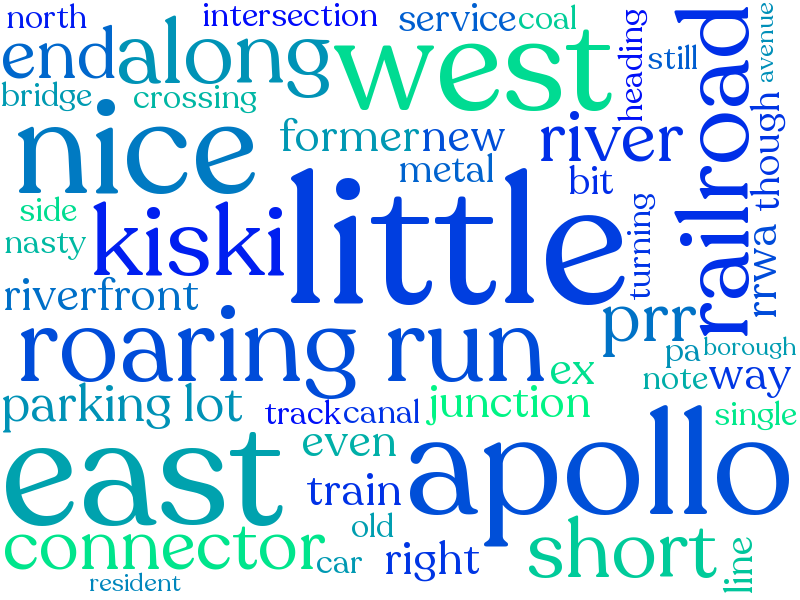 north
intersection
service
coal
heading
still
avenue
end
along
west
railroad
bridge
crossing
nice
former
new
river
though
metal
bit
side
kiski
little
turning
rrwa
nasty
riverfront
roaring run
prr
pa
borough
ex
note
way
parking lot
track
canal
junction
single
east
even
apollo
train
connector
old
car
right
short
line
resident